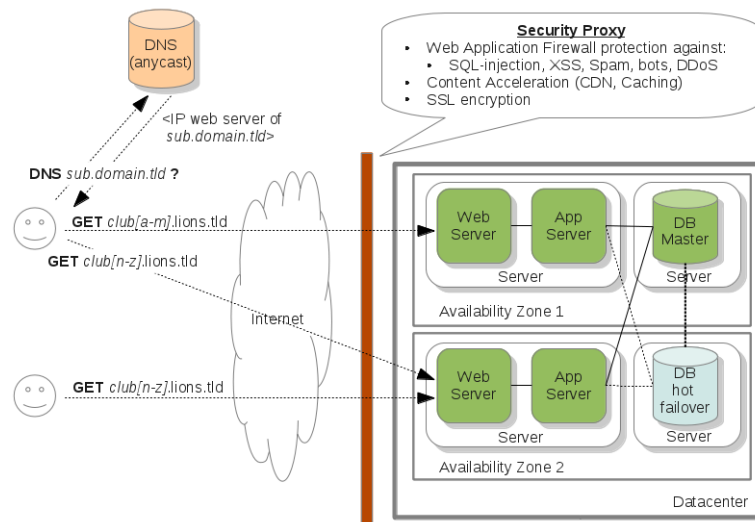 DNS
(anycast)
<IP web server of
sub.domain.tld>
DNS sub.domain.tld ?
Security Proxy
• Web Application Firewall protection against:
• SQL-injection, XSS, Spam, bots, DDoS
• Content Acceleration (CDN, Caching)
• SSL encryption
GET club[a-m].lions.tld
GET club[n-z].lions.tld
Internet
GET club[n-z].lions.tld
Web
Server
App
Server
Server
DB
Master
Server
Availability Zone 1
Web
Server
App
Server
Server
DB
hot
failover
Server
Availability Zone 2
Datacenter